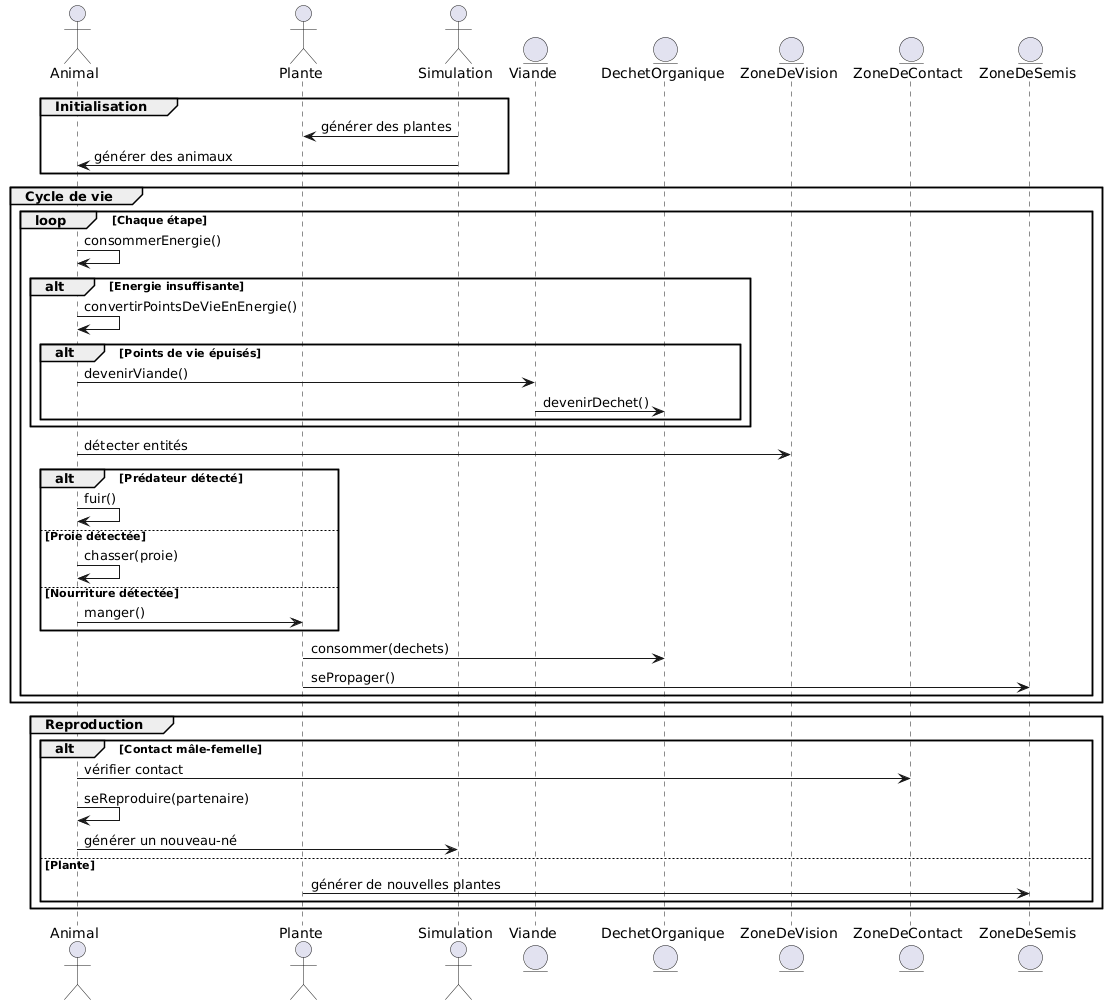 Animal Plante Simulation Viande DechetOrganique ZoneDeVision ZoneDeContact ZoneDeSemis
Initialisation
générer des plantes
générer des animaux
Cycle de vie
loop [Chaque étape]
consommerEnergie()
alt [Energie insuffisante]
convertirPointsDeVieEnEnergie()
alt [Points de vie épuisés]
devenirViande()
devenirDechet()
détecter entités
alt [Prédateur détecté]
fuir()
[Proie détectée]
chasser(proie)
[Nourriture détectée]
manger()
consommer(dechets)
sePropager()
Reproduction
alt [Contact mâle-femelle]
vérifier contact
seReproduire(partenaire)
générer un nouveau-né
[Plante]
générer de nouvelles plantes
Animal Plante Simulation Viande DechetOrganique ZoneDeVision ZoneDeContact ZoneDeSemis